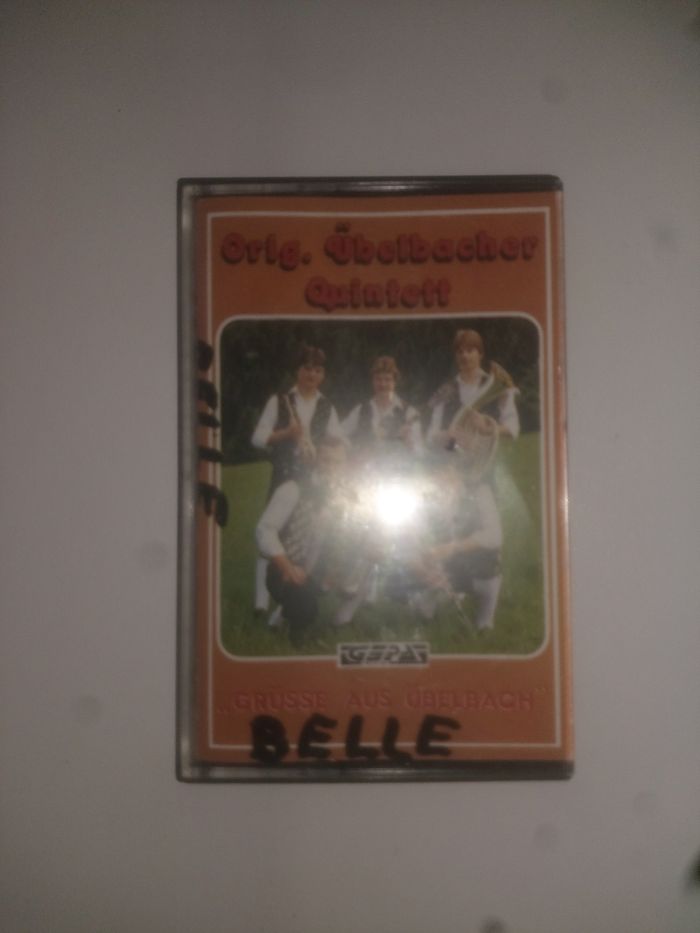 Orig. Übelbacher
Quintett
GEPA
„GRÜSSE AUS ÜBELBACH"
BELLE
BELLE